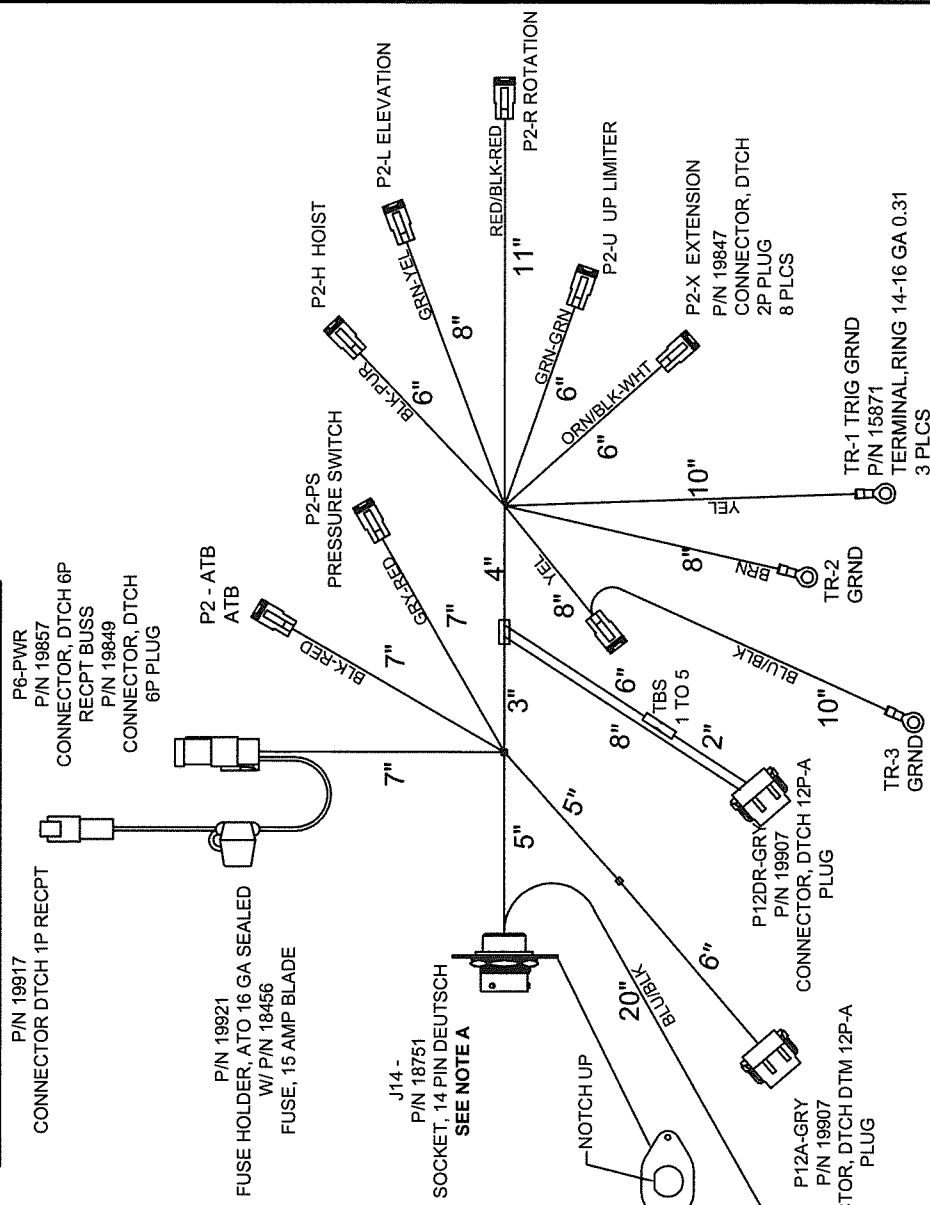 P/N 19917
CONNECTOR DTCH 1P RECPT
P6-PWR
P/N 19857
CONNECTOR, DTCH 6P
RECPT BUSS
P/N 19849
CONNECTOR, DTCH
6P PLUG
P/N 19921
FUSE HOLDER, ATO 16 GA SEALED
W/ P/N 18456
FUSE, 15 AMP BLADE
J14 -
P/N 18751
SOCKET, 14 PIN DEUTSCH
SEE NOTE A
NOTCH UP
P2 - ATB
ATB
BLK-RED
7"
7"
P2-PS
PRESSURE SWITCH
GRY-RED
7"
P2-H HOIST
BLK-PUR
6"
P2-L ELEVATION
GRN-YEL
8"
RED/BLK-RED
11"
P2-R ROTATION
P2-U UP LIMITER
GRN-GRN
6"
P2-X EXTENSION
P/N 19847
CONNECTOR, DTCH
2P PLUG
8 PLCS
ORN/BLK-WHT
6"
TR-1 TRIG GRND
P/N 15871
TERMINAL,RING 14-16 GA 0.31
3 PLCS
10"
YEL
8"
BRN
TR-2
GRND
YEL
8"
BLU/BLK
10"
TR-3
GRND
4"
3"
5"
5"
6"
8"
6"
TBS
1 TO 5
2"
P12DR-GRY
P/N 19907
CONNECTOR, DTCH 12P-A
PLUG
20"
BLU/BLK
P12A-GRY
P/N 19907
CTOR, DTCH DTM 12P-A
PLUG